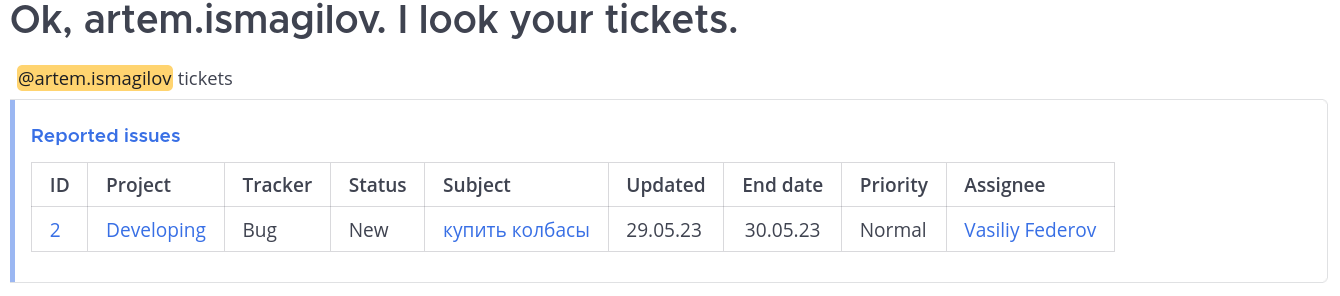 Ok, artem.ismagilov. I look your tickets.
@artem.ismagilov tickets
Reported issues
ID Project Tracker Status Subject Updated End date Priority Assignee
2 Developing Bug New купить колбасы 29.05.23 30.05.23 Normal Vasiliy Federov